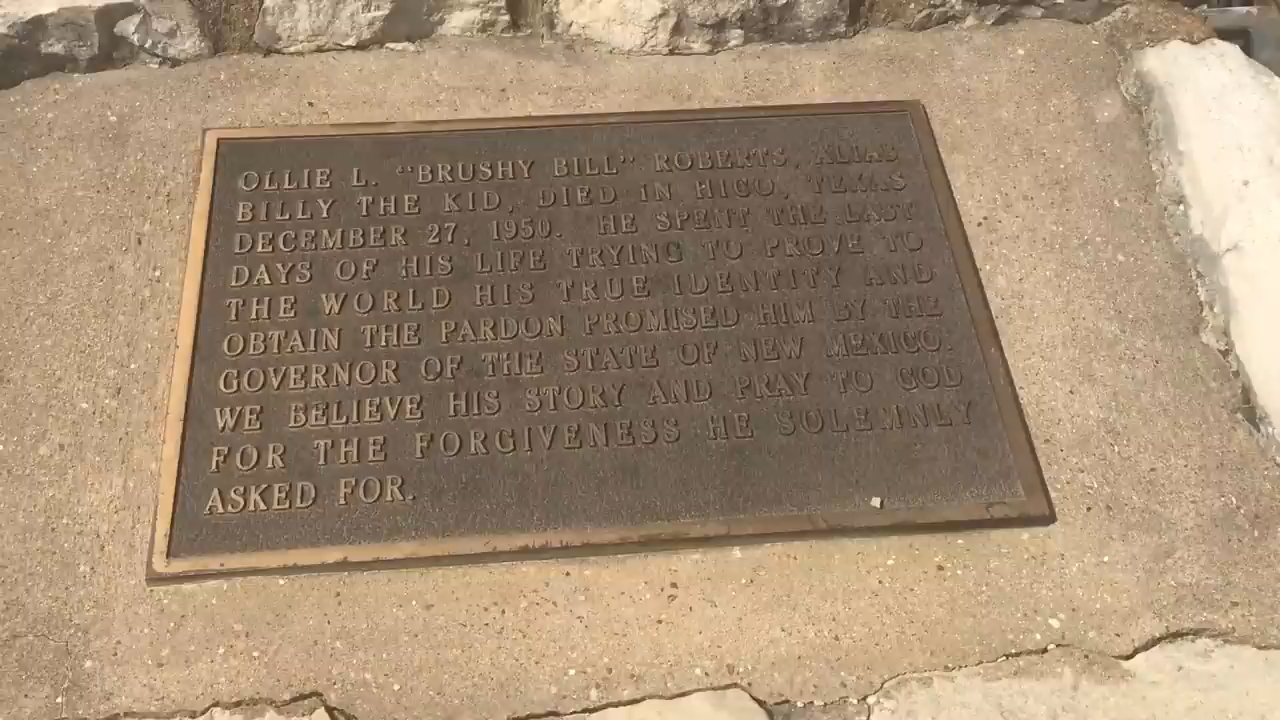 OLLIE L. “BRUSHY BILL” ROBERTS, ALIAS
BILLY THE KID, DIED IN HICO, TEXAS
DECEMBER 27, 1950. HE SPENT THE LAST
DAYS OF HIS LIFE TRYING TO PROVE TO
THE WORLD HIS TRUE IDENTITY AND
OBTAIN THE PARDON PROMISED HIM BY THE
GOVERNOR OF THE STATE OF NEW MEXICO.
WE BELIEVE HIS STORY AND PRAY TO GOD
FOR THE FORGIVENESS HE SOLEMNLY
ASKED FOR.